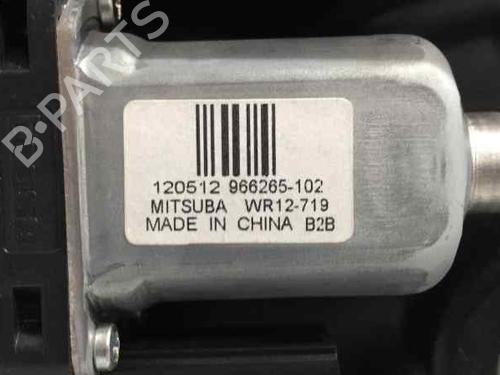 B-PARTS
120512 966265-102
MITSUBA WR12-719
MADE IN CHINA B2B